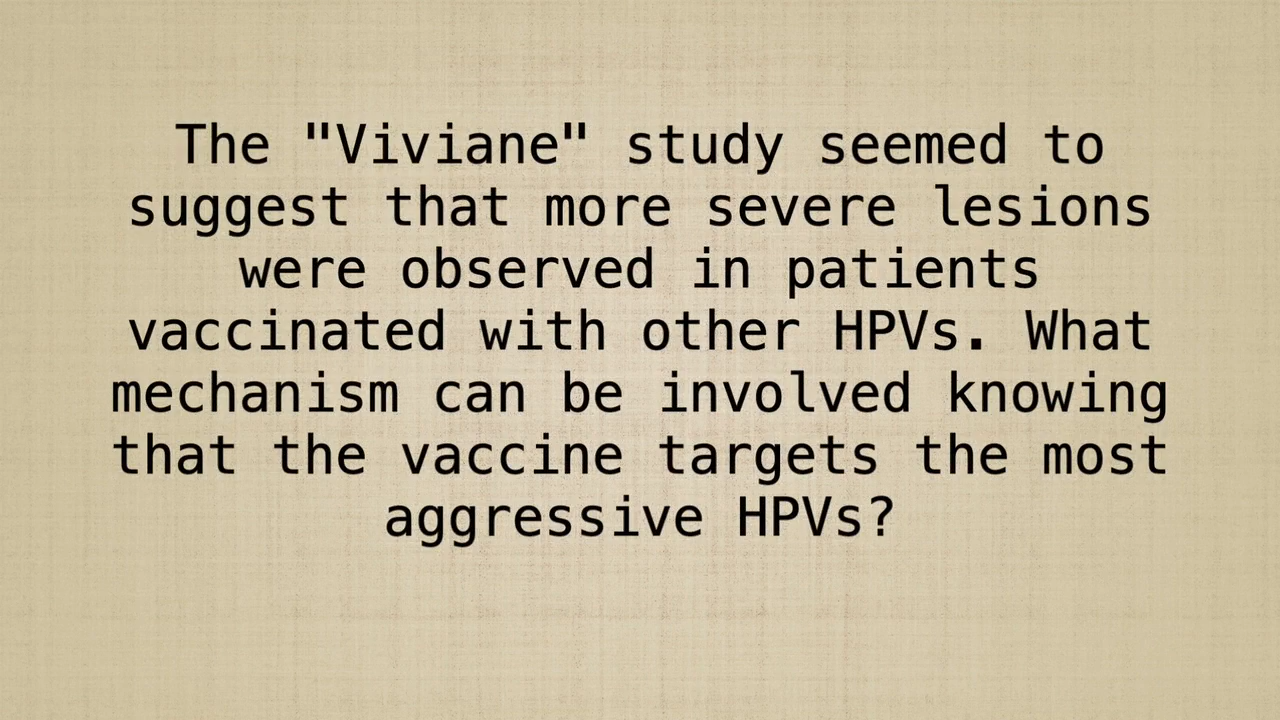 The "Viviane" study seemed to
suggest that more severe lesions
were observed in patients
vaccinated with other HPVs. What
mechanism can be involved knowing
that the vaccine targets the most
aggressive HPVs?